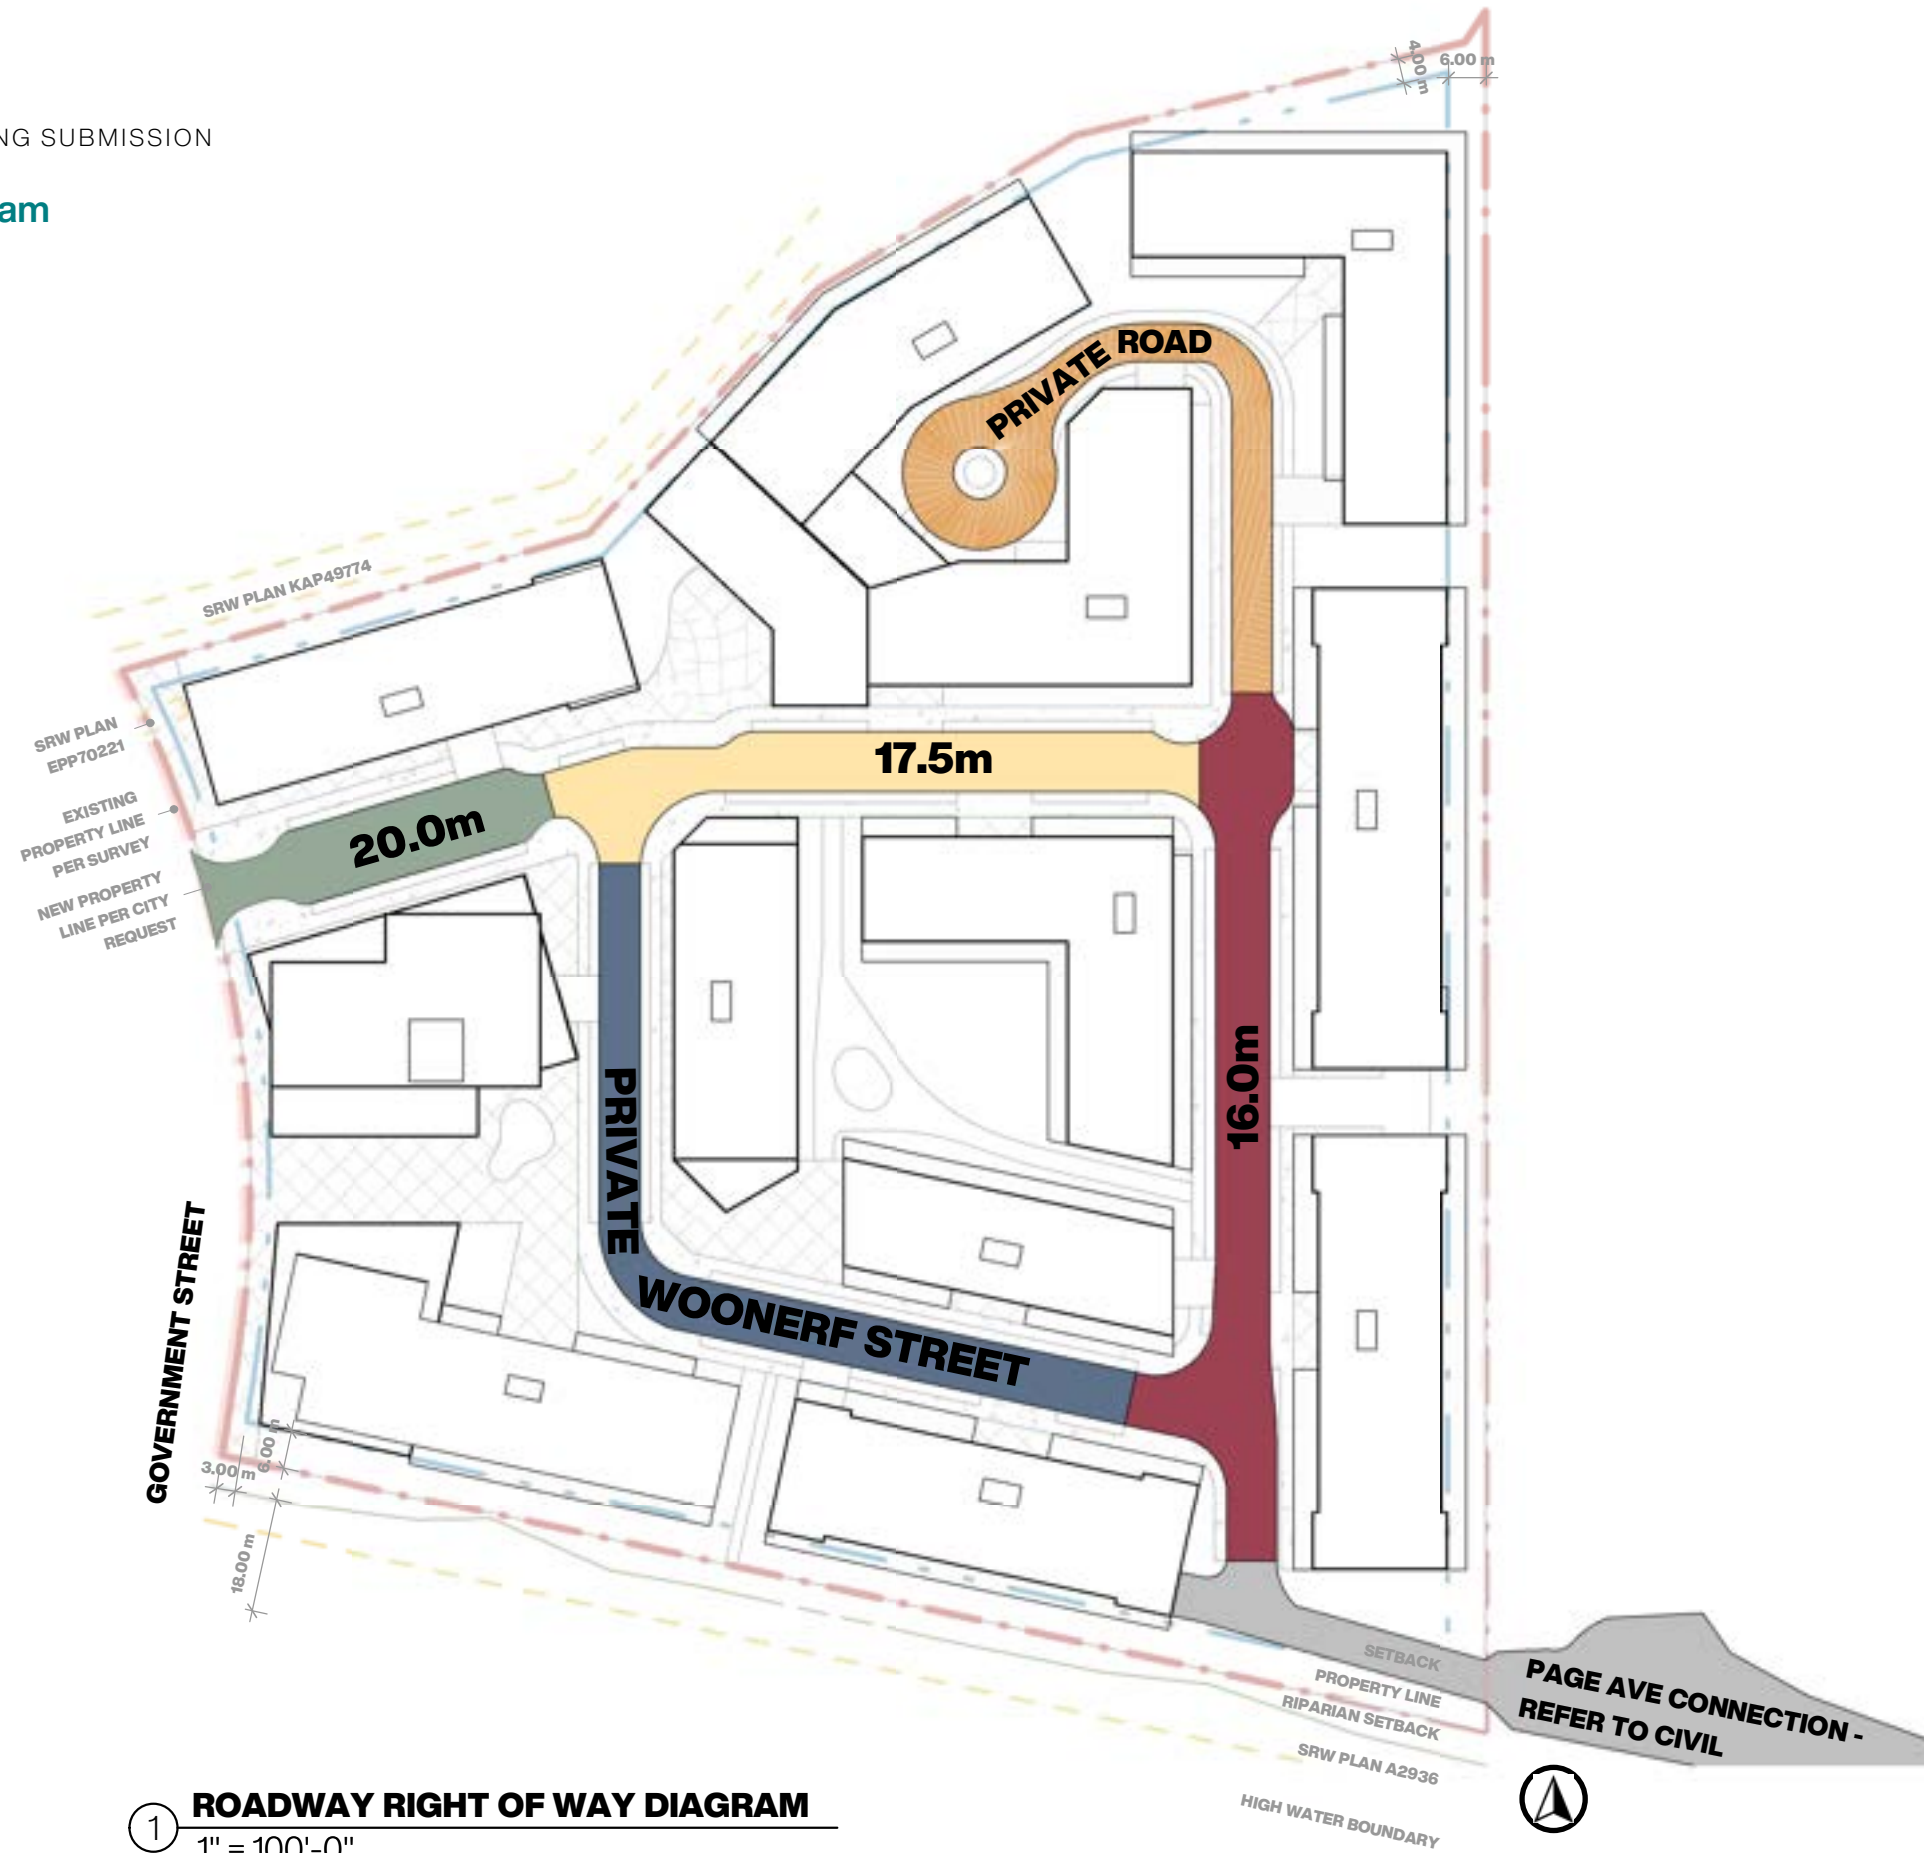 NG SUBMISSION
am
4.00 m
6.00 m
PRIVATE ROAD
SRW PLAN KAP49774
SRW PLAN
EPP70221
EXISTING
PROPERTY LINE
PER SURVEY
NEW PROPERTY
LINE PER CITY
REQUEST
20.0m
17.5m
16.0m
PRIVATE
WOONERF STREET
GOVERNMENT STREET
3.00 m
6.00 m
18.00 m
SETBACK
PROPERTY LINE
RIPARIAN SETBACK
SRW PLAN A2936
HIGH WATER BOUNDARY
PAGE AVE CONNECTION -
REFER TO CIVIL
1
ROADWAY RIGHT OF WAY DIAGRAM
1" = 100'-0"